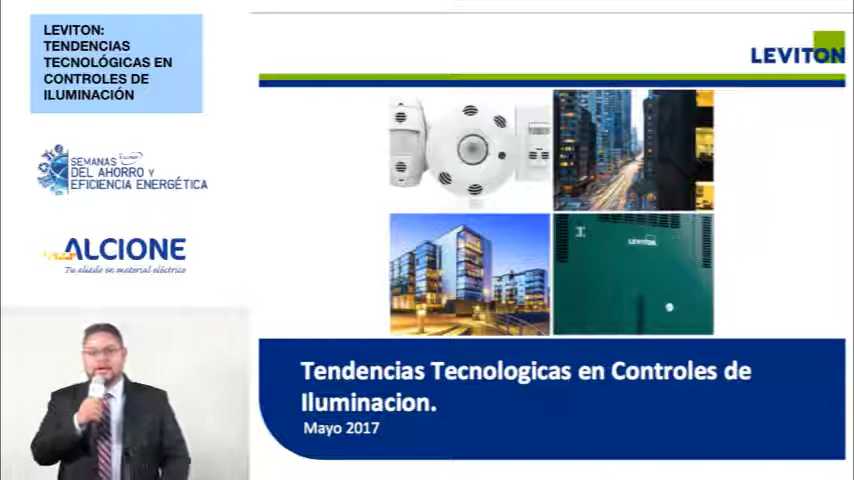 LEVITON:
TENDENCIAS
TECNOLÓGICAS EN
CONTROLES DE
ILUMINACIÓN
SEMANAS
DEL AHORRO Y
EFICIENCIA ENERGÉTICA
ALCIONE
Tu aliado en material eléctrico
LEVITON
LEVITON
Tendencias Tecnologicas en Controles de
Iluminacion.
Mayo 2017